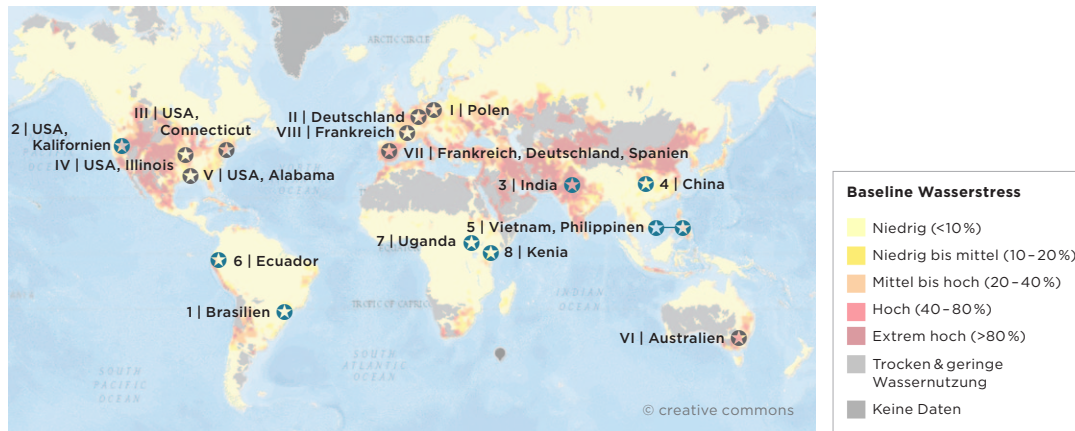 ARCTIC CIRCLE
III | USA,
Connecticut
2 | USA,
Kalifornien
IV | USA, Illinois
V | USA, Alabama
II | Deutschland
I | Polen
VIII | Frankreich
VII | Frankreich, Deutschland, Spanien
3 | India
4 | China
5 | Vietnam, Philippinen
7 | Uganda
8 | Kenia
6 | Ecuador
1 | Brasilien
INDIAN
OCEAN
VI | Australien
SOUTH
PACIFIC
OCEAN
SOUTH
ATLANTIC
OCEAN
© creative commons
Baseline Wasserstress
Niedrig (<10 %)
Niedrig bis mittel (10 – 20 %)
Mittel bis hoch (20 – 40 %)
Hoch (40 – 80 %)
Extrem hoch (>80 %)
Trocken & geringe
Wassernutzung
Keine Daten